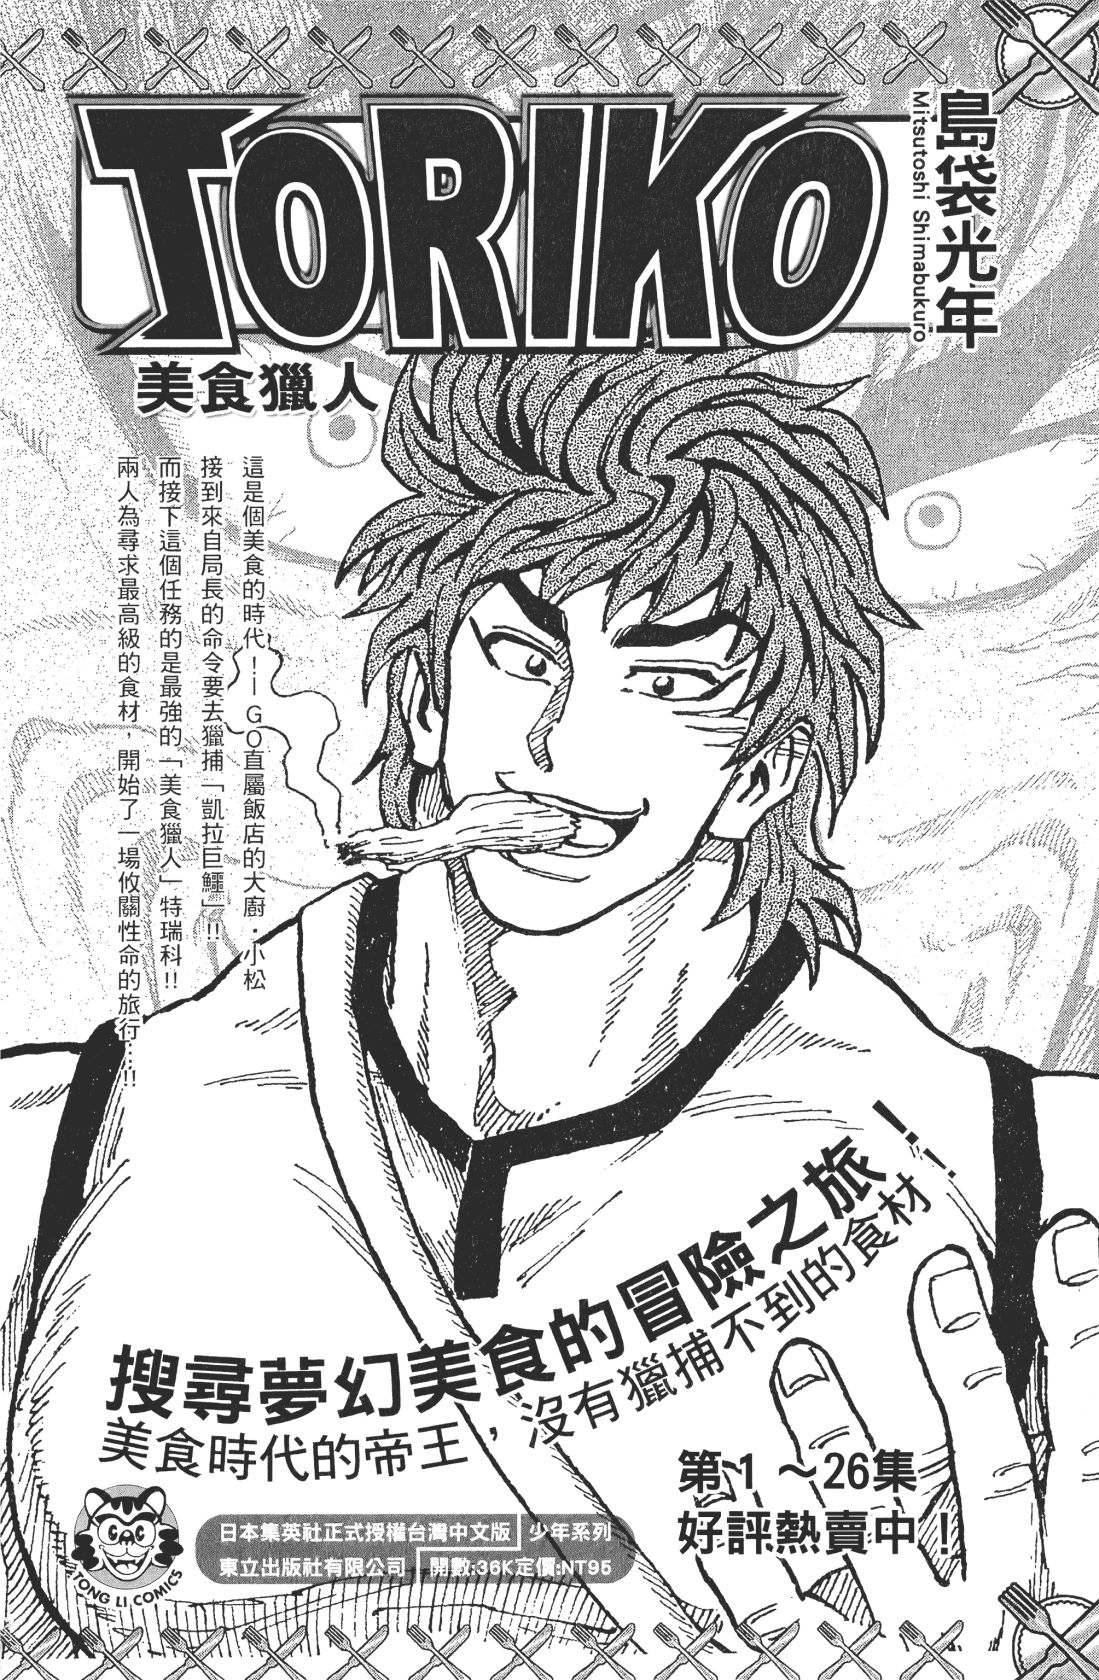 TORIKO
島袋光年
Mitsutoshi Shimabukuro
美食獵人
這是個美食的時代！IGO直屬飯店的大廚・小松
接到來自局長的命令要去獵捕「凱拉巨鱷」!!
而接下這個任務的是最強的「美食獵人」特瑞科!!
兩人為尋求最高級的食材，開始了一場攸關性命的旅行…!!
搜尋夢幻美食的冒險之旅！
美食時代的帝王，沒有獵捕不到的食材!!
第1～26集
好評熱賣中！
日本集英社正式授權台灣中文版 少年系列
東立出版社有限公司 開數:36K定價:NT95
TONG LI COMICS